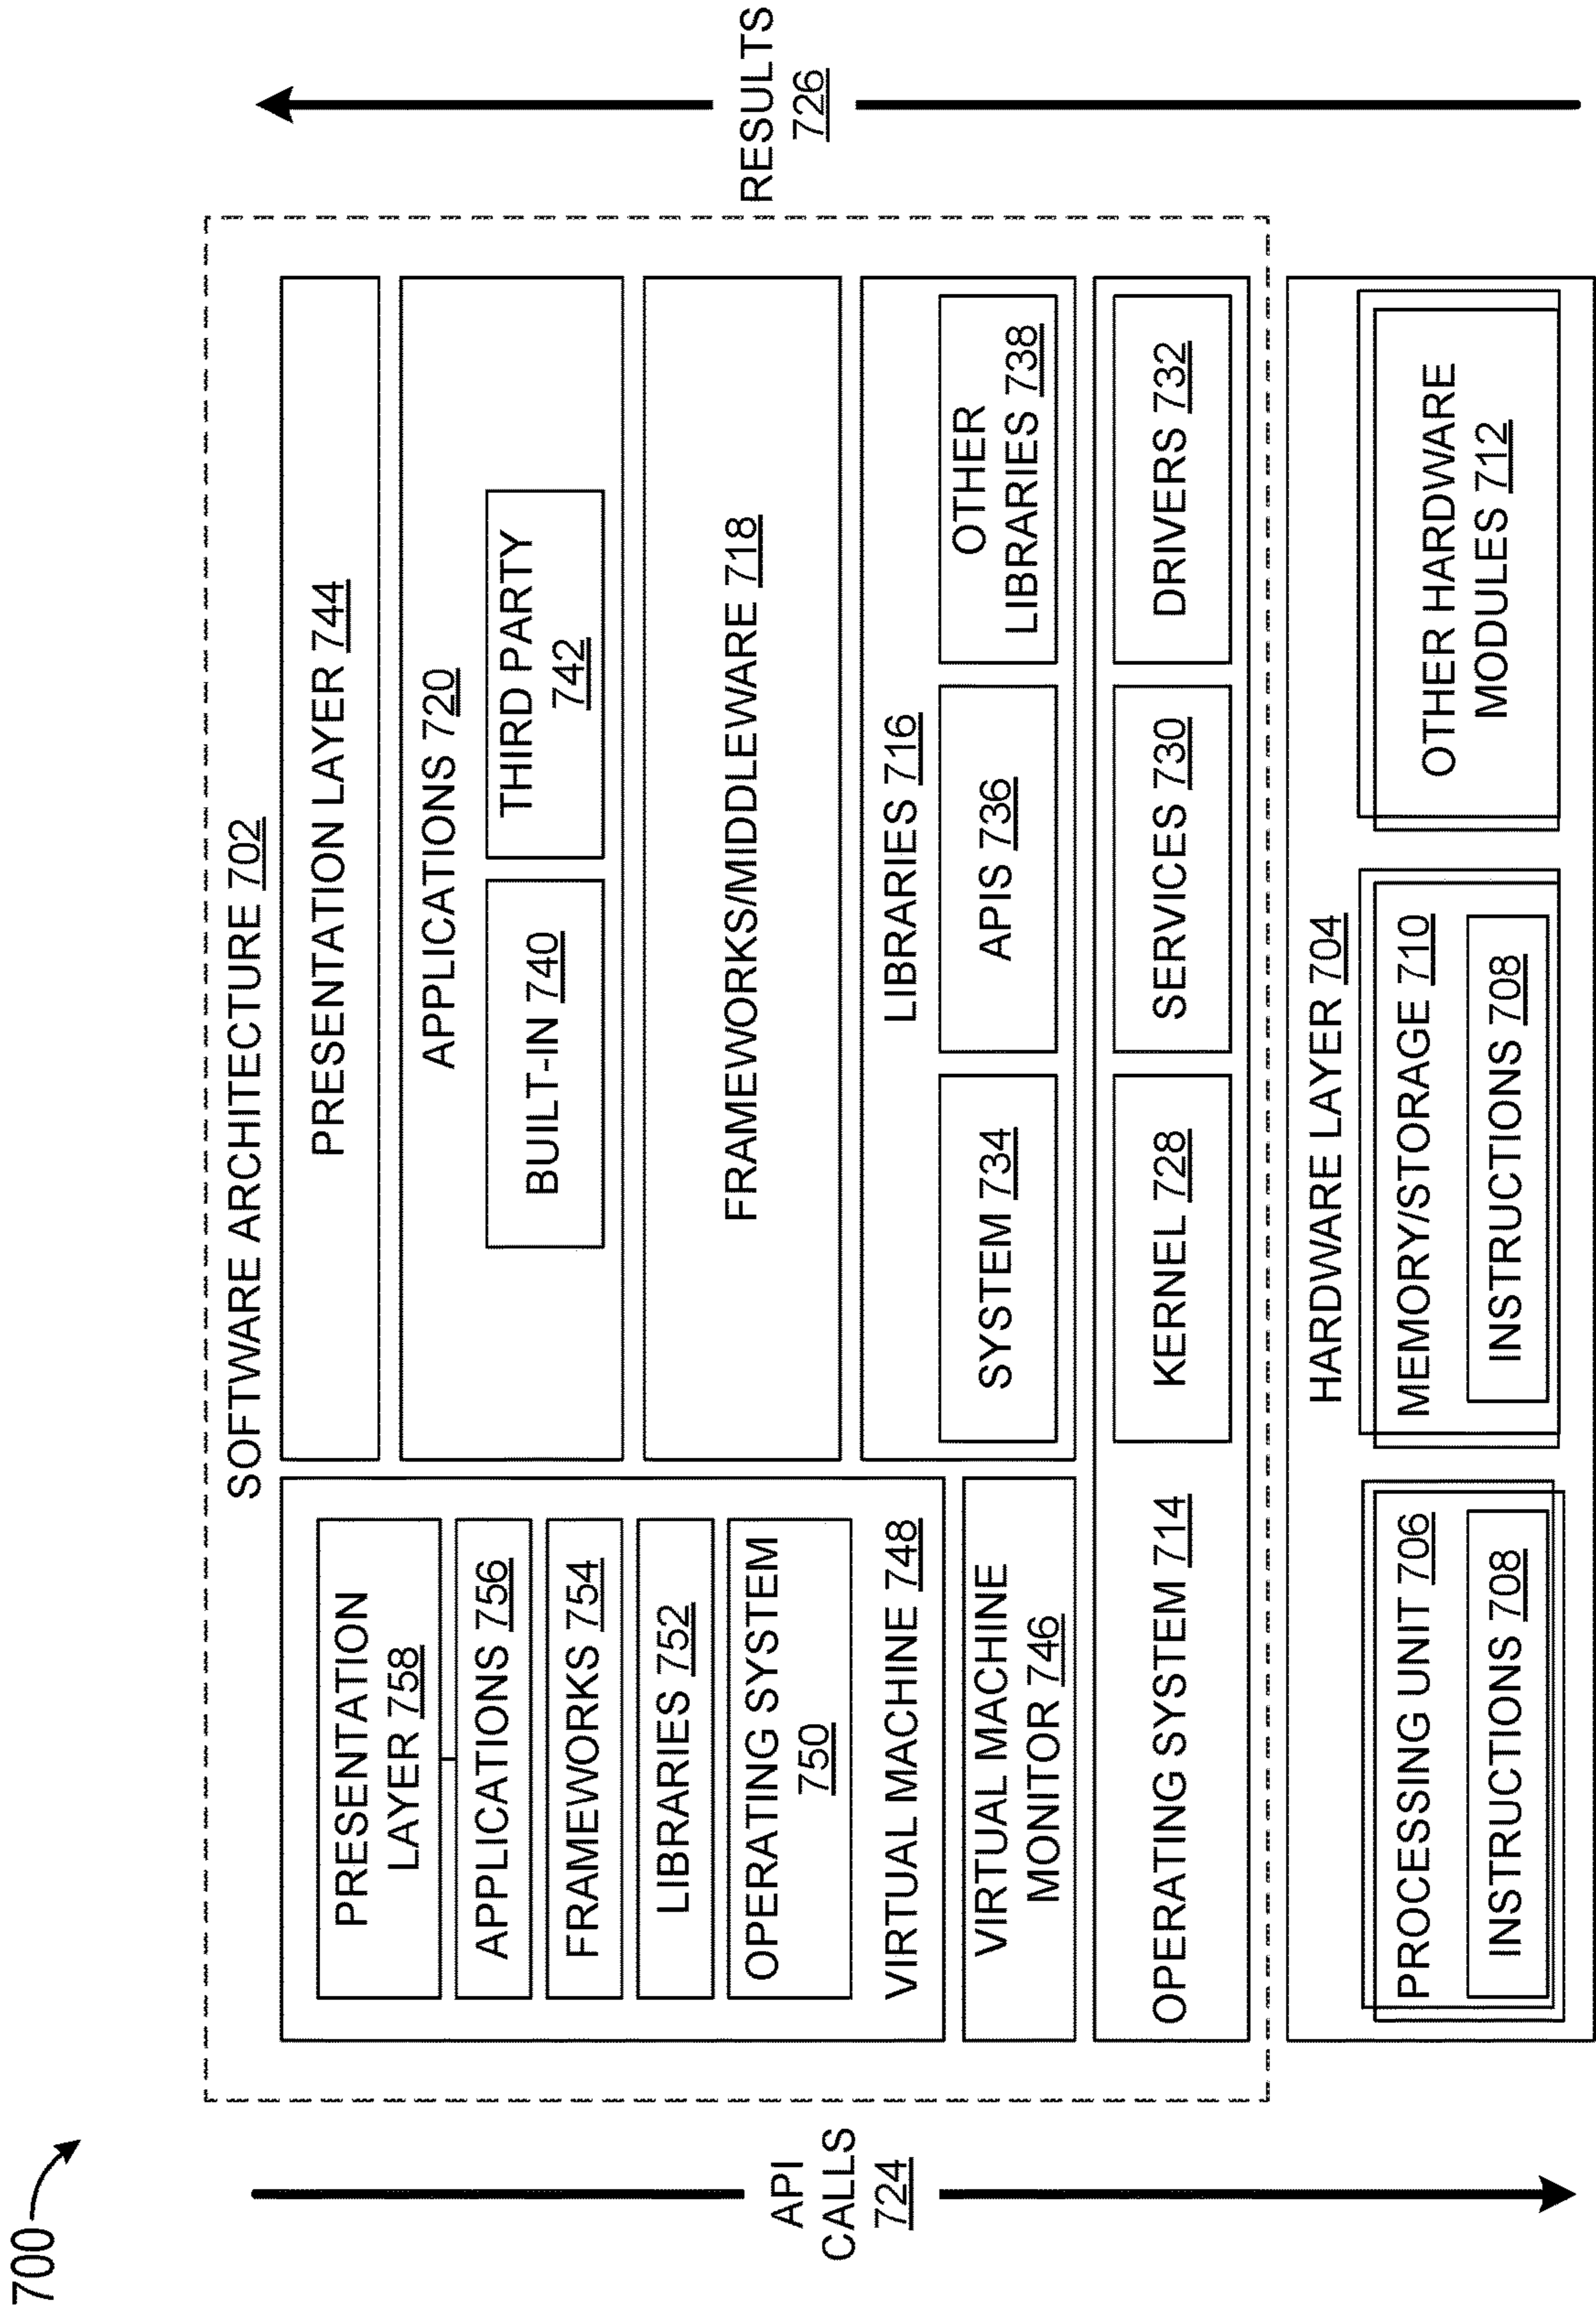 700
SOFTWARE ARCHITECTURE 702
PRESENTATION
LAYER 758
APPLICATIONS 756
FRAMEWORKS 754
LIBRARIES 752
OPERATING SYSTEM
750
VIRTUAL MACHINE 748
VIRTUAL MACHINE
MONITOR 746
PRESENTATION LAYER 744
APPLICATIONS 720
BUILT-IN 740
THIRD PARTY
742
FRAMEWORKS/MIDDLEWARE 718
LIBRARIES 716
SYSTEM 734
APIS 736
OTHER
LIBRARIES 738
OPERATING SYSTEM 714
KERNEL 728
SERVICES 730
DRIVERS 732
HARDWARE LAYER 704
PROCESSING UNIT 706
INSTRUCTIONS 708
MEMORY/STORAGE 710
INSTRUCTIONS 708
OTHER HARDWARE
MODULES 712
API
CALLS
724
RESULTS
726